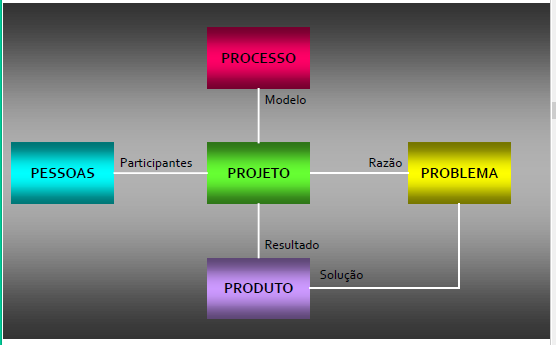 PROCESSO
Modelo
PESSOAS
Participantes
PROJETO
Razão
PROBLEMA
Resultado
PRODUTO
Solução